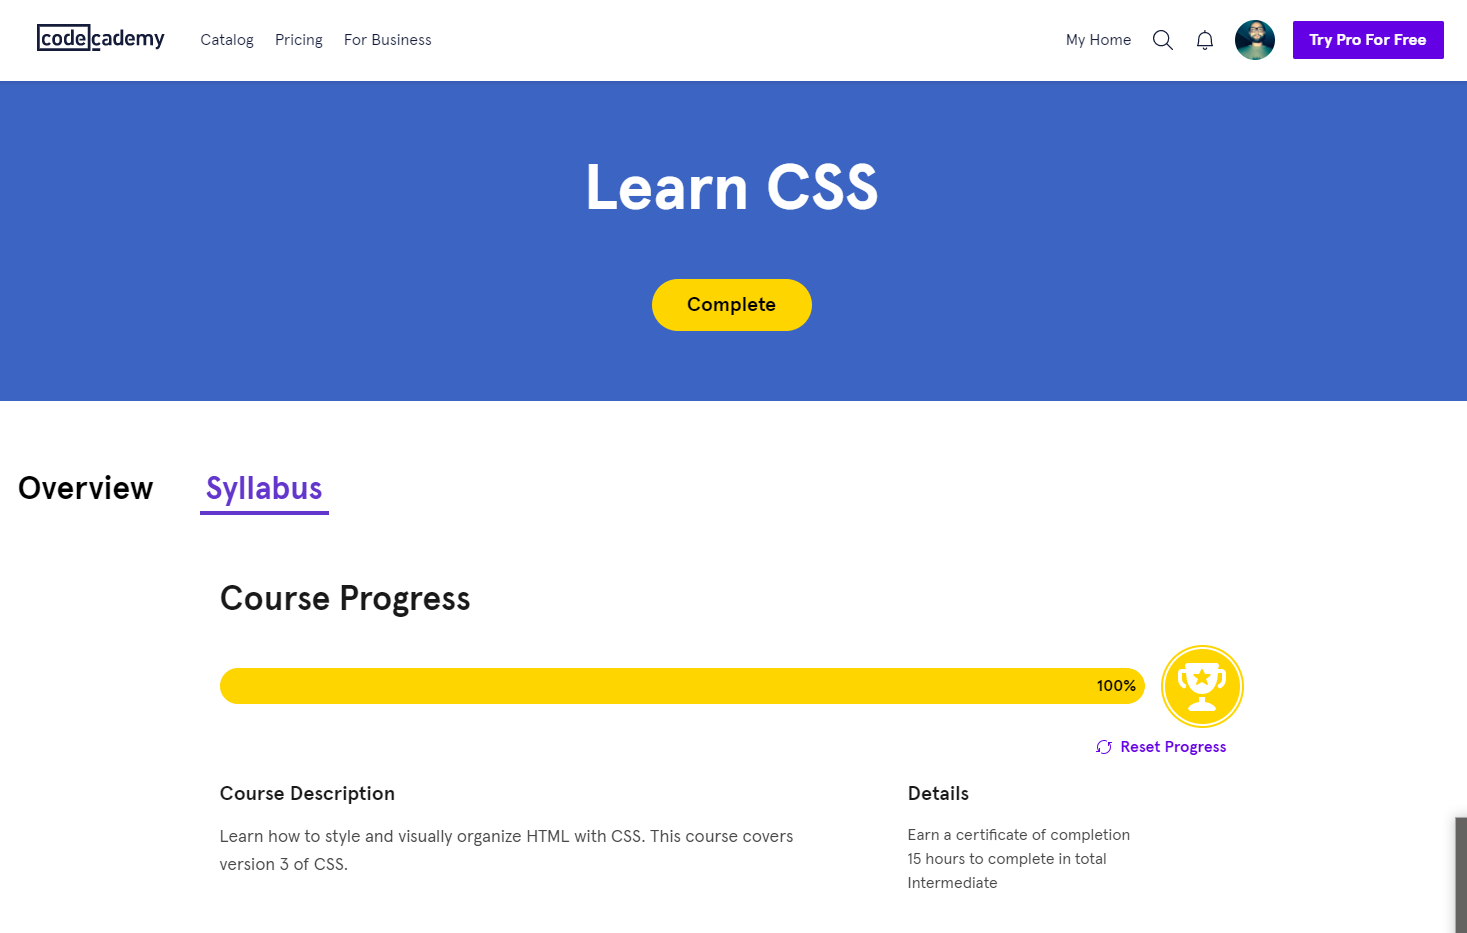 codecademy
Catalog Pricing For Business
My Home
Try Pro For Free
Learn CSS
Complete
Overview
Syllabus
Course Progress
100%
Reset Progress
Course Description
Learn how to style and visually organize HTML with CSS. This course covers
version 3 of CSS.
Details
Earn a certificate of completion
15 hours to complete in total
Intermediate